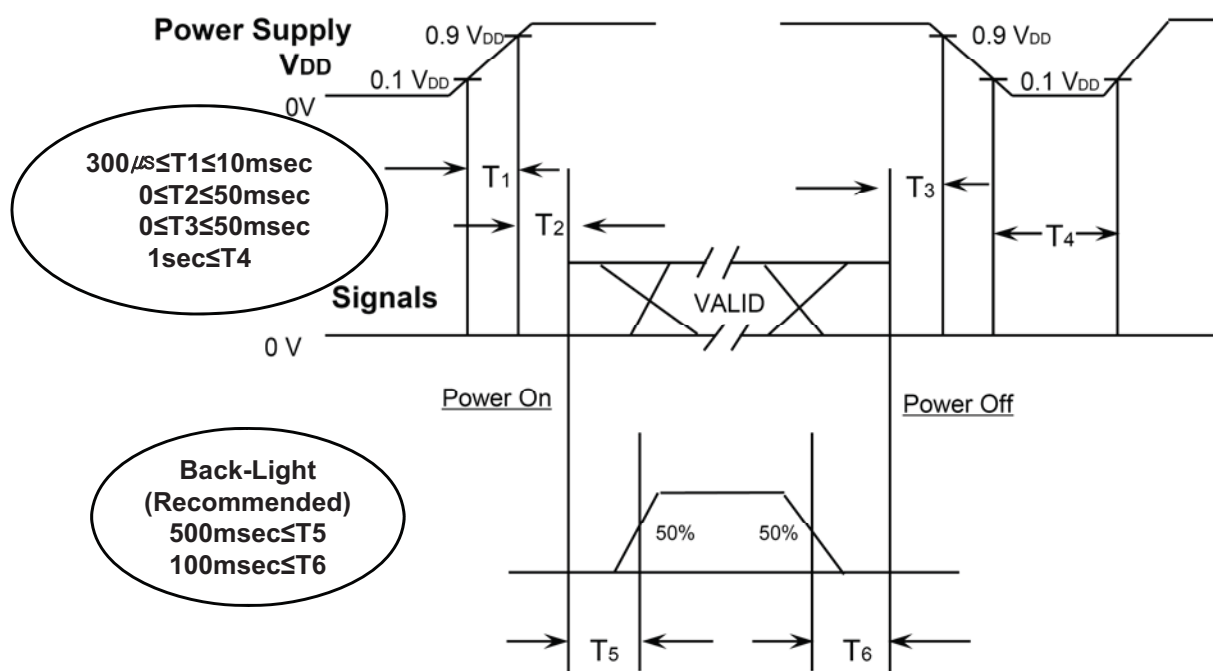 Power Supply
VDD
0.9 VDD
0.1 VDD
0V
0.9 VDD
0.1 VDD
300㎲≤T1≤10msec
0≤T2≤50msec
0≤T3≤50msec
1sec≤T4
T1
T2
T3
T4
Signals
VALID
0 V
Power On
Power Off
Back-Light
(Recommended)
500msec≤T5
100msec≤T6
50%
50%
T5
T6